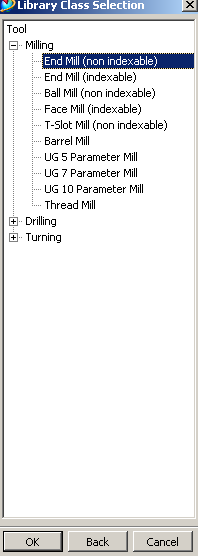 Library Class Selection
Tool
Milling
End Mill (non indexable)
End Mill (indexable)
Ball Mill (non indexable)
Face Mill (indexable)
T-Slot Mill (non indexable)
Barrel Mill
UG 5 Parameter Mill
UG 7 Parameter Mill
UG 10 Parameter Mill
Thread Mill
Drilling
Turning
OK Back Cancel